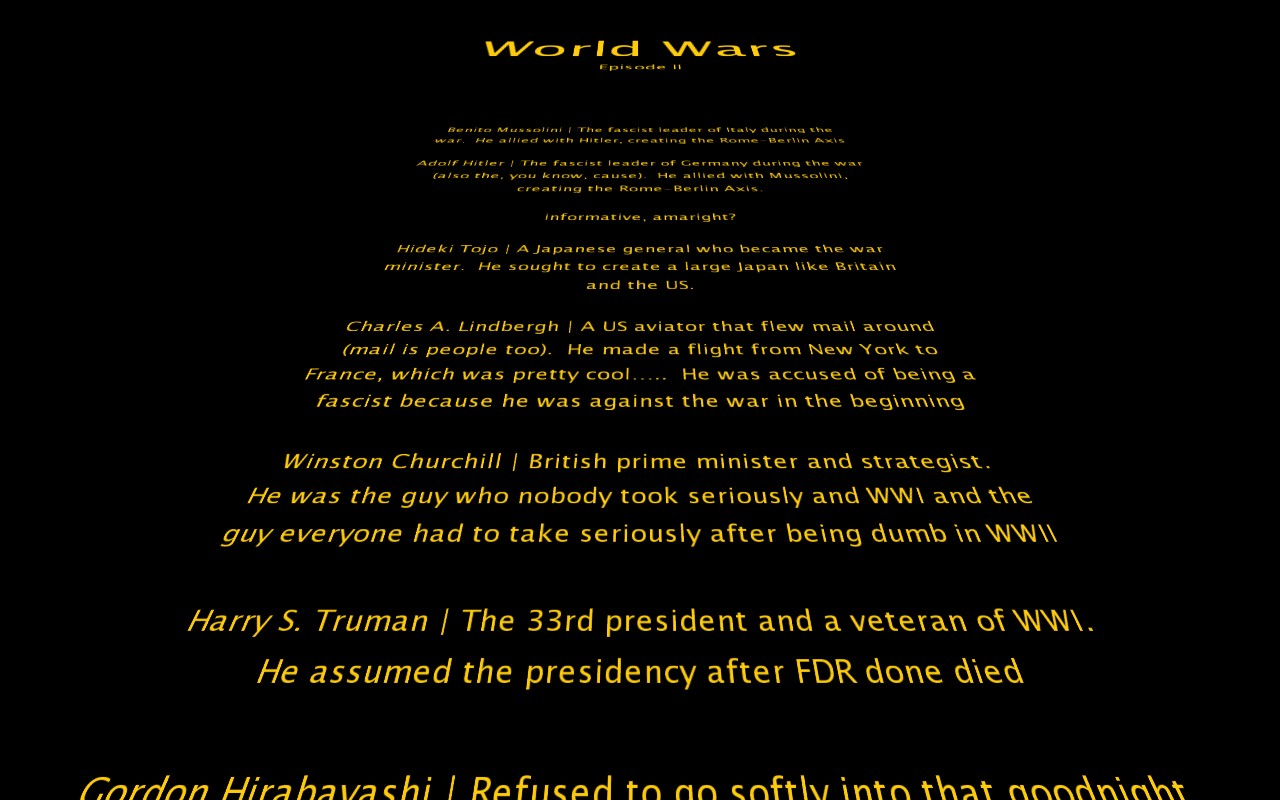 World Wars
Episode II
Benito Mussolini | The fascist leader of Italy during the
war.  He allied with Hitler, creating the Rome-Berlin Axis
Adolf Hitler | The fascist leader of Germany during the war
(also the, you know, cause).  He allied with Mussolini,
creating the Rome-Berlin Axis.
informative, amaright?
Hideki Tojo | A Japanese general who became the war
minister.  He sought to create a large Japan like Britain
and the US.
Charles A. Lindbergh | A US aviator that flew mail around
(mail is people too).  He made a flight from New York to
France, which was pretty cool.....  He was accused of being a
fascist because he was against the war in the beginning
Winston Churchill | British prime minister and strategist.
He was the guy who nobody took seriously and WWI and the
guy everyone had to take seriously after being dumb in WWII
Harry S. Truman | The 33rd president and a veteran of WWI.
He assumed the presidency after FDR done died
Gordon Hirabayashi | Refused to go softly into that goodnight